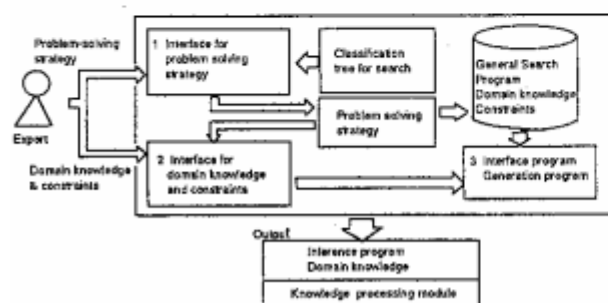 Problem-solving
strategy
Expert
Domain knowledge
& constraints
1 Interface for
problem solving
strategy
Classification
tree for search
Problem solving
strategy
General Search
Program
Domain knowledge
Constraints
2 Interface for
domain knowledge
and constraints
3 Interface program
Generation program
Output
Inference program
Domain knowledge
Knowledge processing module